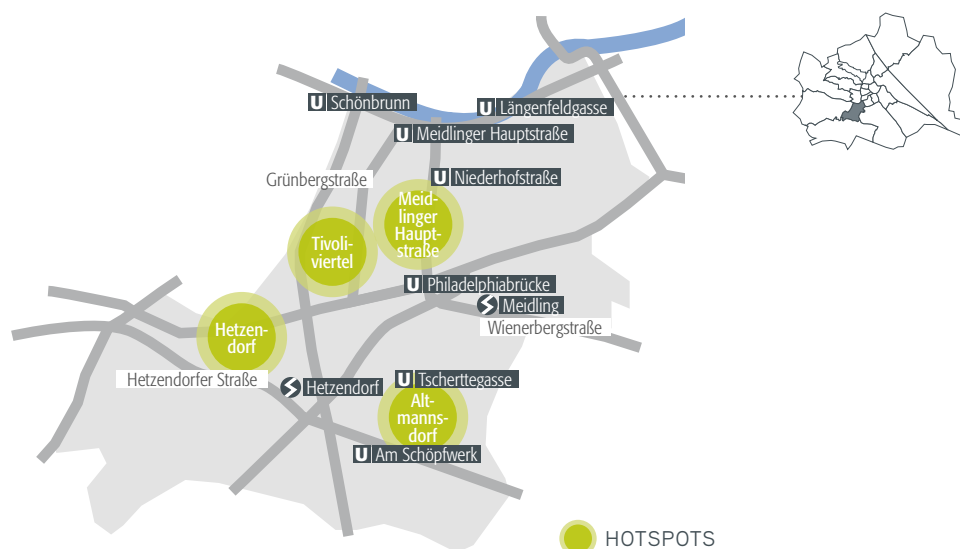 U Schönbrunn
U Längenfeldgasse
U Meidlinger Hauptstraße
Grünbergstraße
U Niederhofstraße
Meid-
linger
Haupt-
straße
Tivoli-
viertel
U Philadelphiabrücke
S Meidling
Wienerbergstraße
Hetzen-
dorf
Hetzendorfer Straße
S Hetzendorf
U Tscherttegasse
Alt-
manns-
dorf
U Am Schöpfwerk
HOTSPOTS